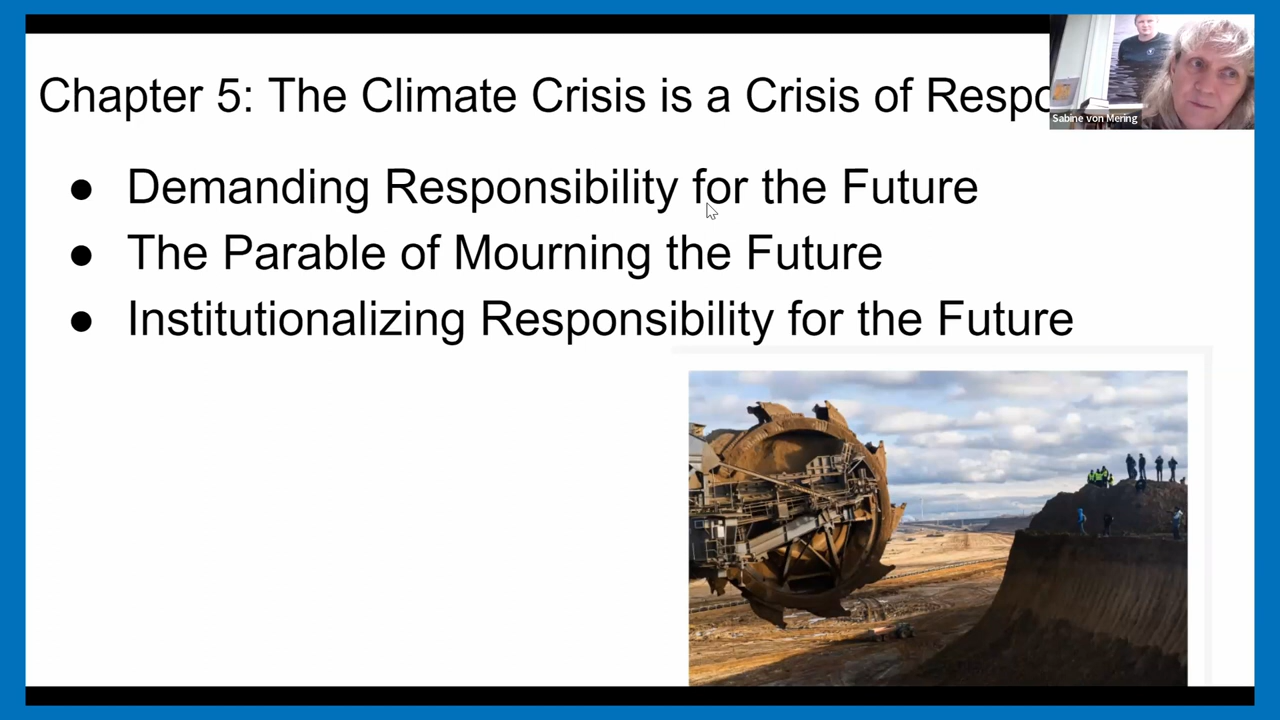 Chapter 5: The Climate Crisis is a Crisis of Respo
Sabine von Mering
● Demanding Responsibility for the Future
● The Parable of Mourning the Future
● Institutionalizing Responsibility for the Future